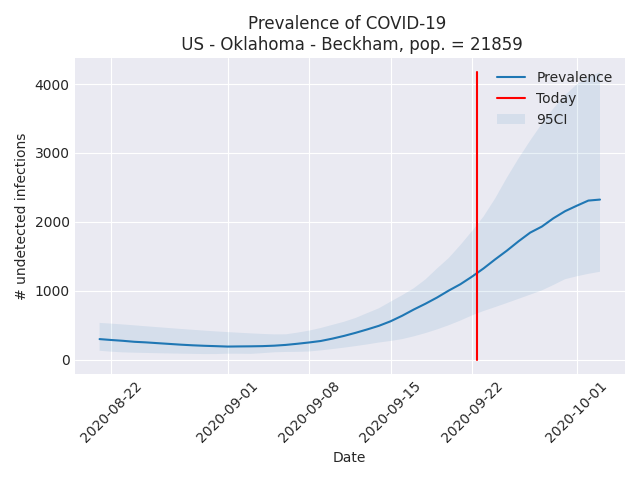 Prevalence of COVID-19
US - Oklahoma - Beckham, pop. = 21859
Prevalence
Today
95CI
# undetected infections
4000
3000
2000
1000
0
2020-08-22
2020-09-01
2020-09-08
2020-09-15
2020-09-22
2020-10-01
Date